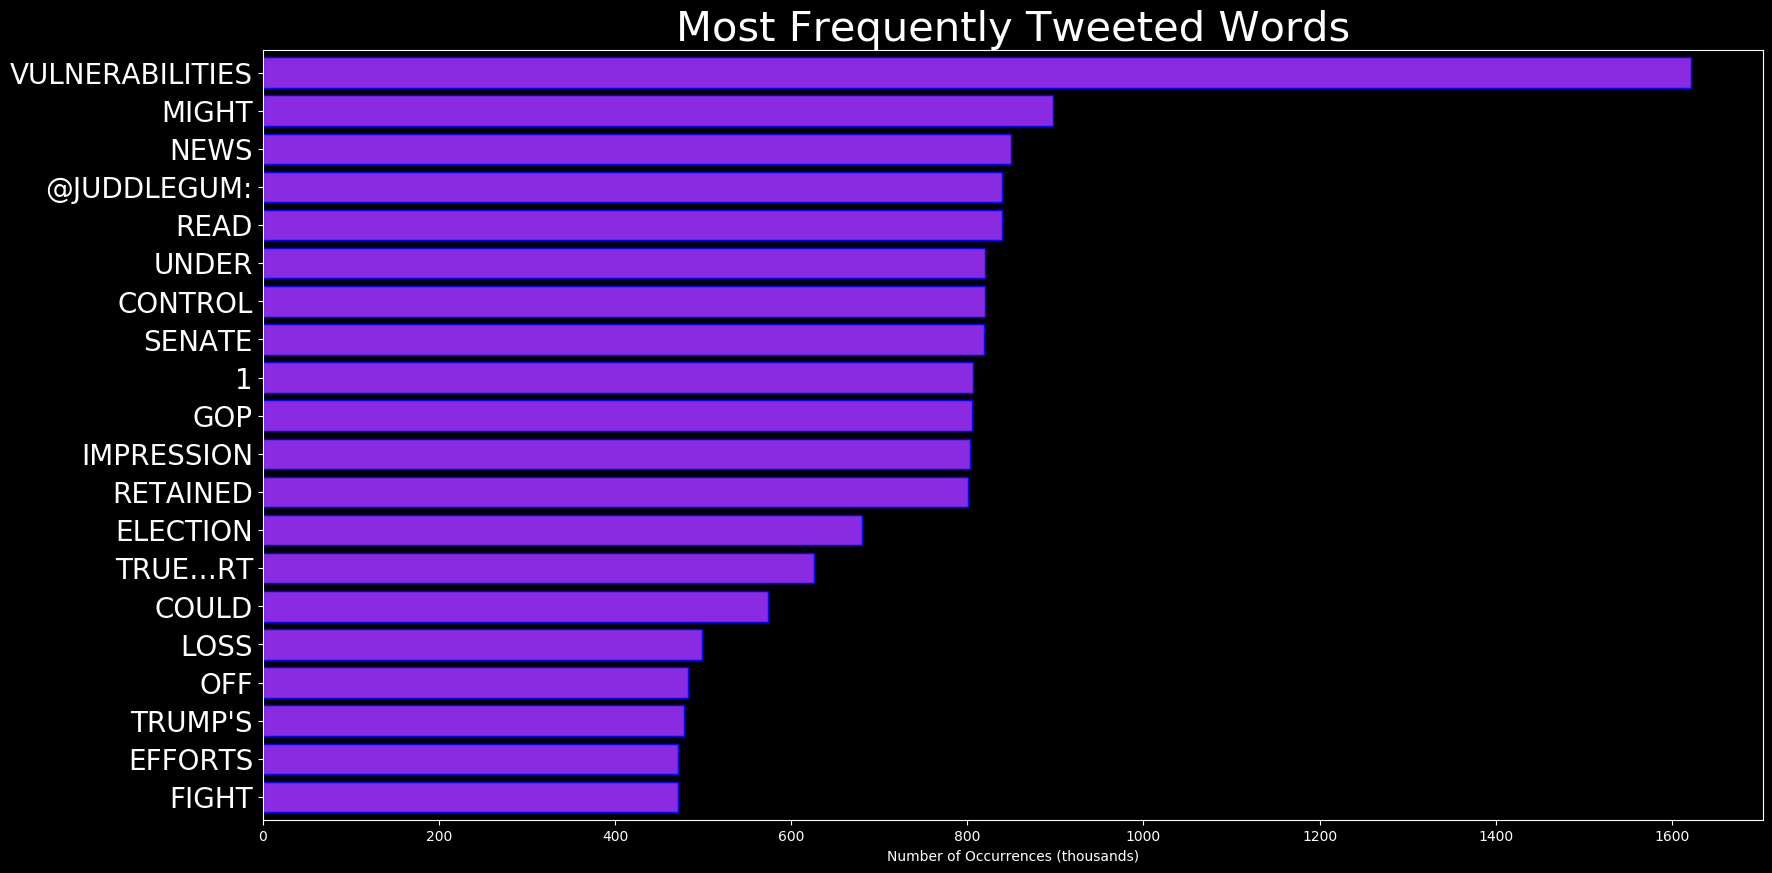 Most Frequently Tweeted Words
VULNERABILITIES
MIGHT
NEWS
@JUDDLEGUM:
READ
UNDER
CONTROL
SENATE
1
GOP
IMPRESSION
RETAINED
ELECTION
TRUE…RT
COULD
LOSS
OFF
TRUMP'S
EFFORTS
FIGHT
0 200 400 600 800 1000 1200 1400 1600
Number of Occurrences (thousands)